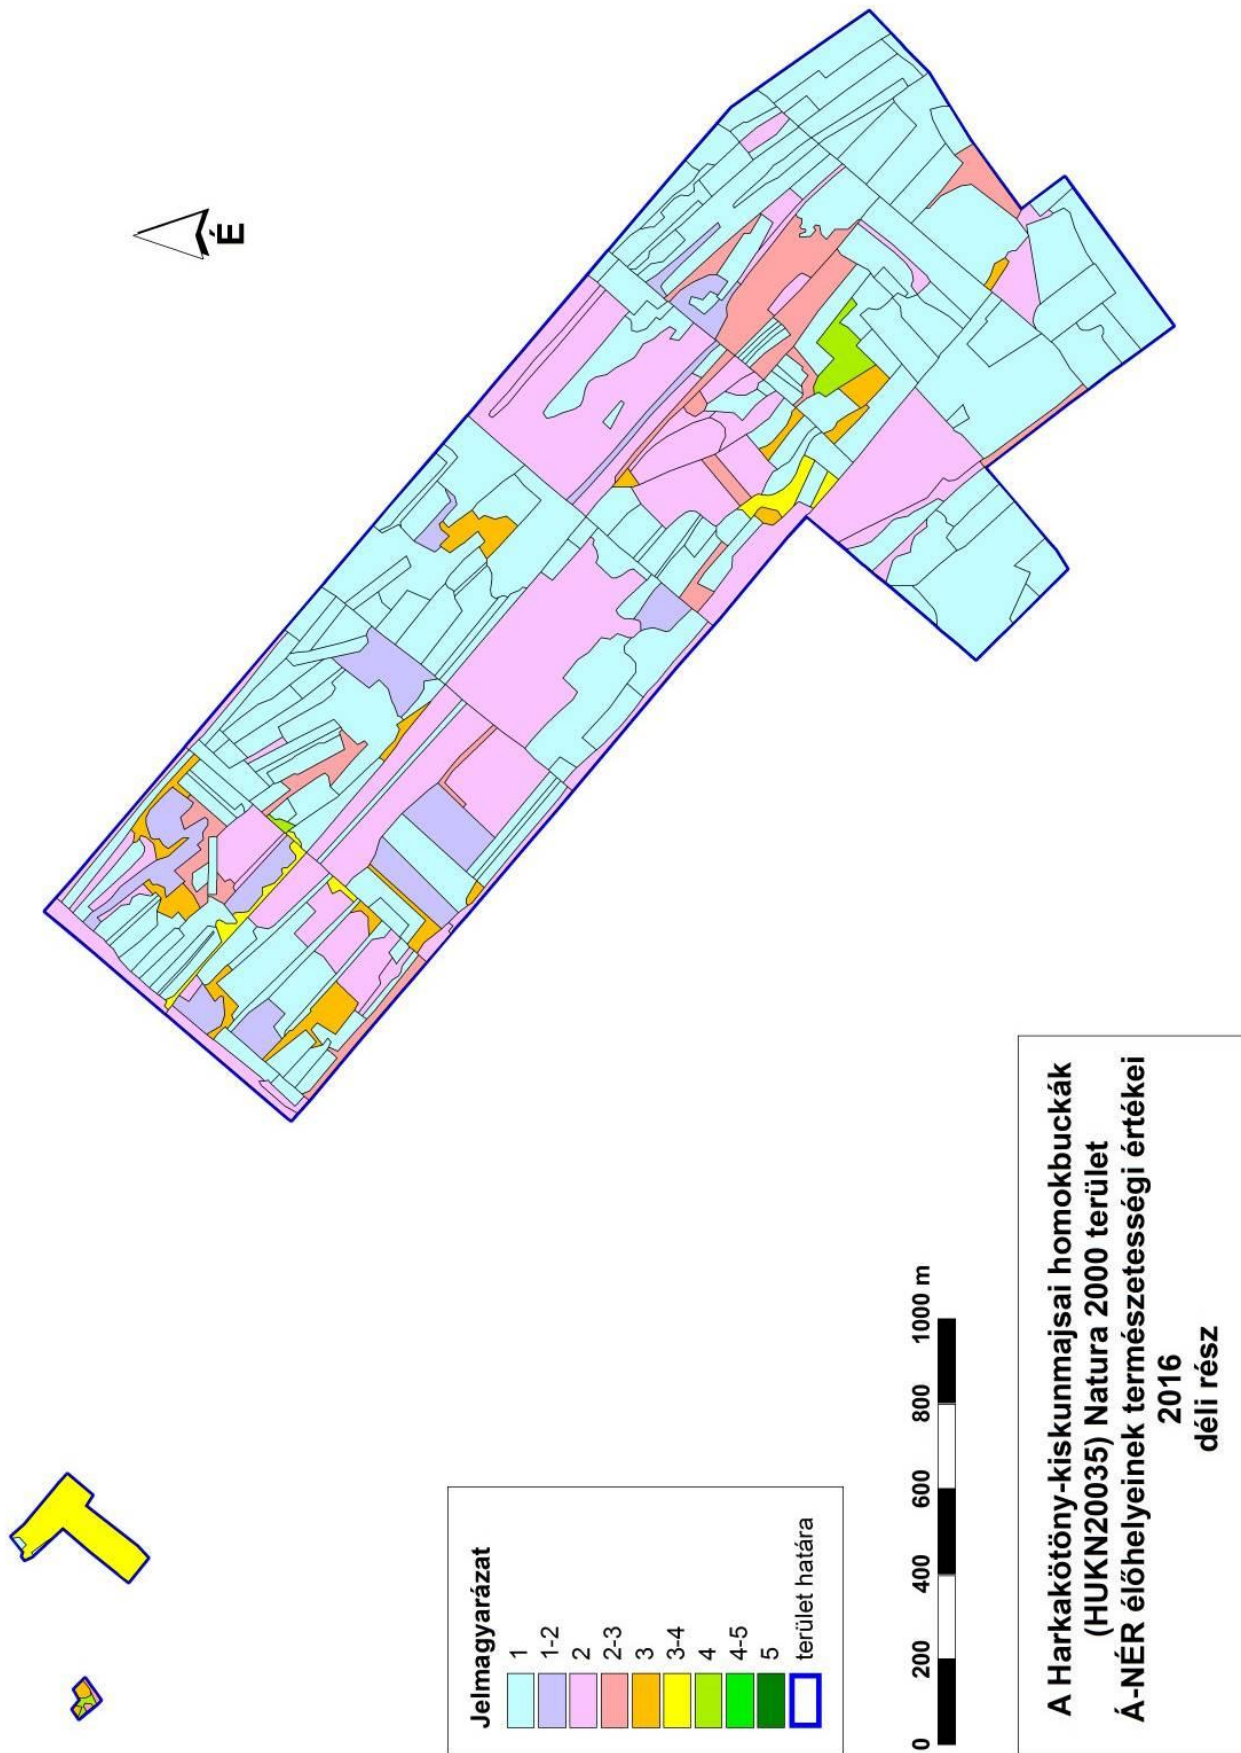 É
Jelmagyarázat
1
1-2
2
2-3
3
3-4
4
4-5
5
terület határa
0 200 400 600 800 1000 m
A Harkakötöny-kiskunmajsai homokbuckák
(HUKN20035) Natura 2000 terület
Á-NÉR élőhelyeinek természetességi értékei
2016
déli rész